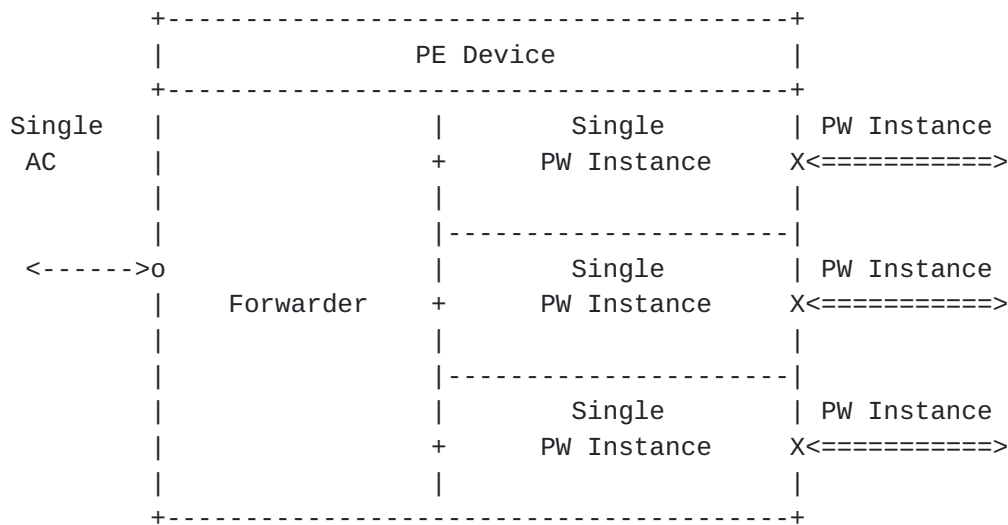 PE Device
Single Single PW Instance
AC PW Instance
Single PW Instance
Forwarder PW Instance
Single PW Instance
PW Instance